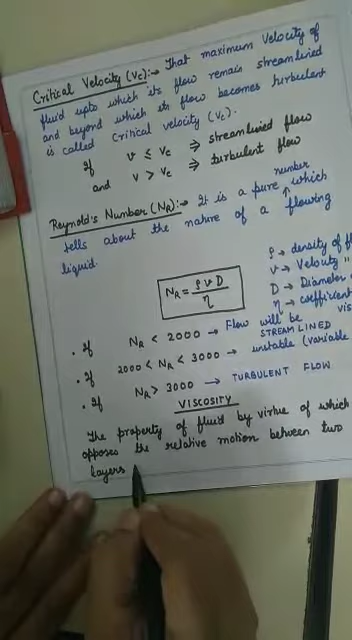 Critical Velocity (Vc):→ That maximum Velocity of
fluid upto which its flow remain streamlined
and beyond which its flow becomes turbulent
is called Critical velocity (Vc).
If v ≤ vc ⇒ streamlined flow
and v > vc ⇒ turbulent flow
Reynold's Number (NR):→ It is a pure number which
tells about the nature of a flowing
liquid.
NR = ρ v D / η
ρ → density of
v → Velocity "
D → Diameter
η → coefficient
. If NR < 2000 → Flow will be STREAMLINED
. If 2000 < NR < 3000 → unstable (variable
. If NR > 3000 → TURBULENT FLOW
VISCOSITY
The property of fluid by virtue of which
opposes the relative motion between two
layers